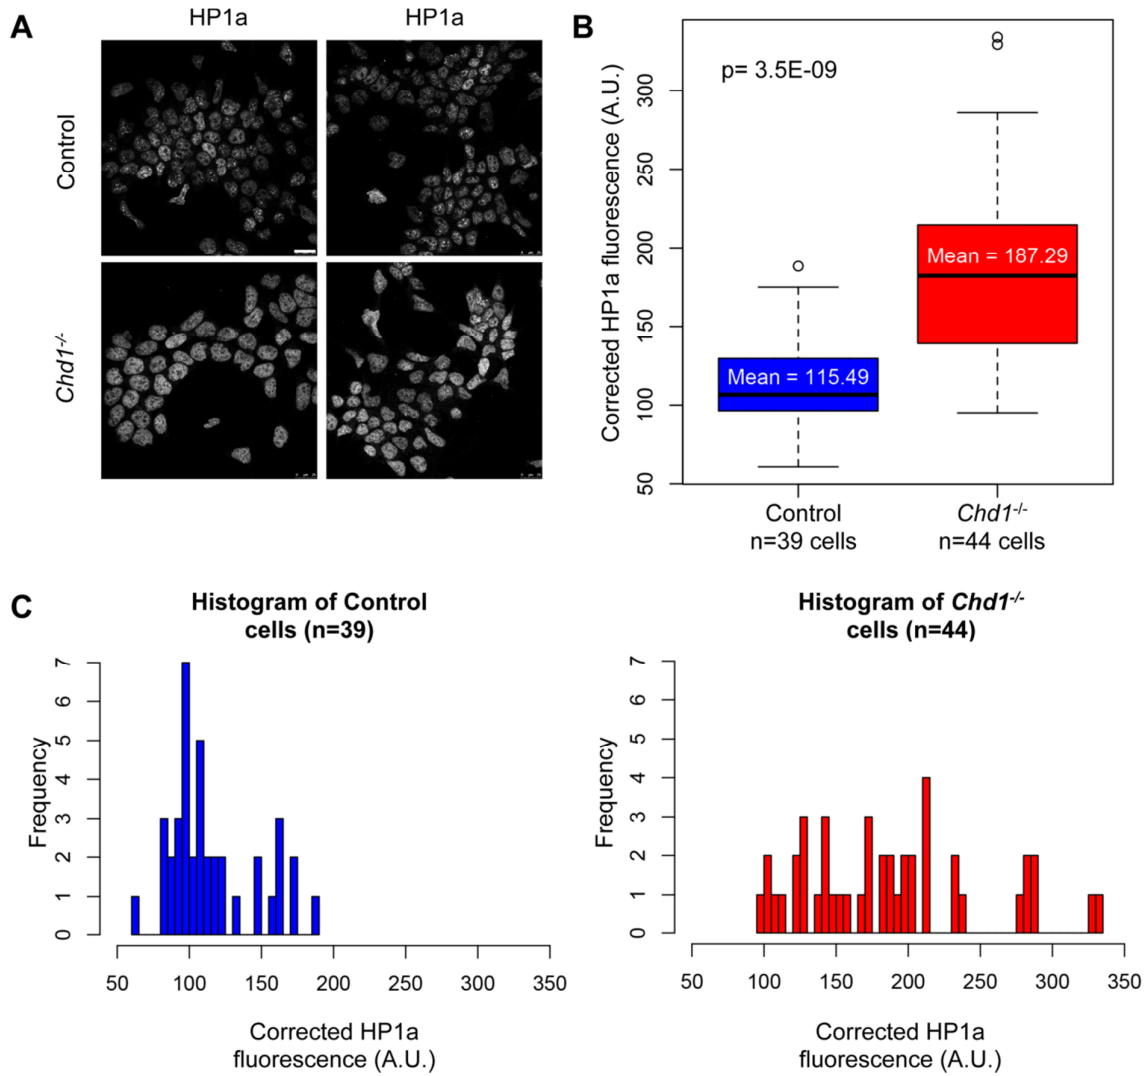 A
HP1a
HP1a
Control
Chd1-/-
B
p= 3.5E-09
Corrected HP1a fluorescence (A.U.)
300
250
200
150
100
50
Mean = 115.49
Mean = 187.29
Control
n=39 cells
Chd1-/-
n=44 cells
C
Histogram of Control
cells (n=39)
Frequency
7
6
5
4
3
2
1
0
50 100 150 200 250 300 350
Corrected HP1a
fluorescence (A.U.)
Histogram of Chd1-/-
cells (n=44)
Frequency
7
6
5
4
3
2
1
0
50 100 150 200 250 300 350
Corrected HP1a
fluorescence (A.U.)